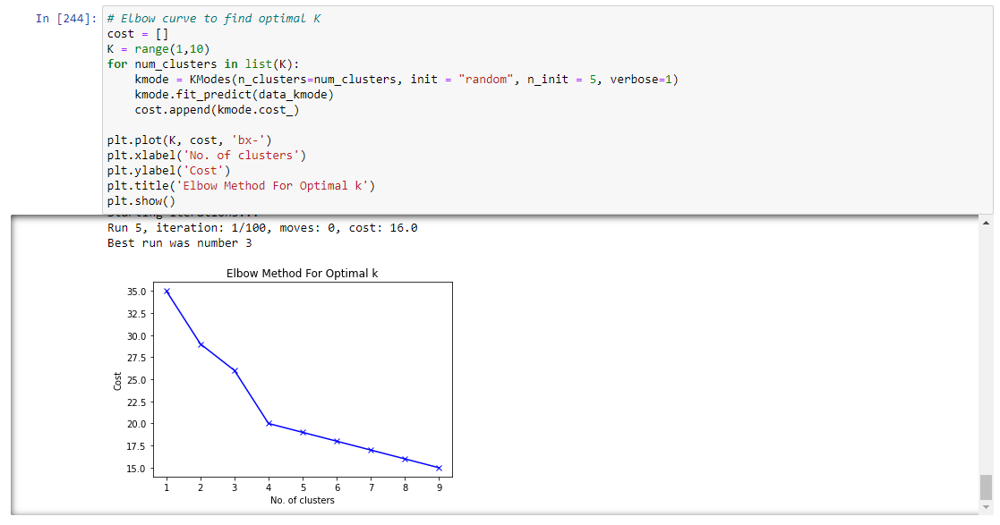 In [244]: # Elbow curve to find optimal K
cost = []
K = range(1,10)
for num_clusters in list(K):
    kmode = KModes(n_clusters=num_clusters, init = "random", n_init = 5, verbose=1)
    kmode.fit_predict(data_kmode)
    cost.append(kmode.cost_)

plt.plot(K, cost, 'bx-')
plt.xlabel('No. of clusters')
plt.ylabel('Cost')
plt.title('Elbow Method For Optimal k')
plt.show()
Run 5, iteration: 1/100, moves: 0, cost: 16.0
Best run was number 3
Elbow Method For Optimal k
35.0
32.5
30.0
27.5
25.0
22.5
20.0
17.5
15.0
Cost
1 2 3 4 5 6 7 8 9
No. of clusters